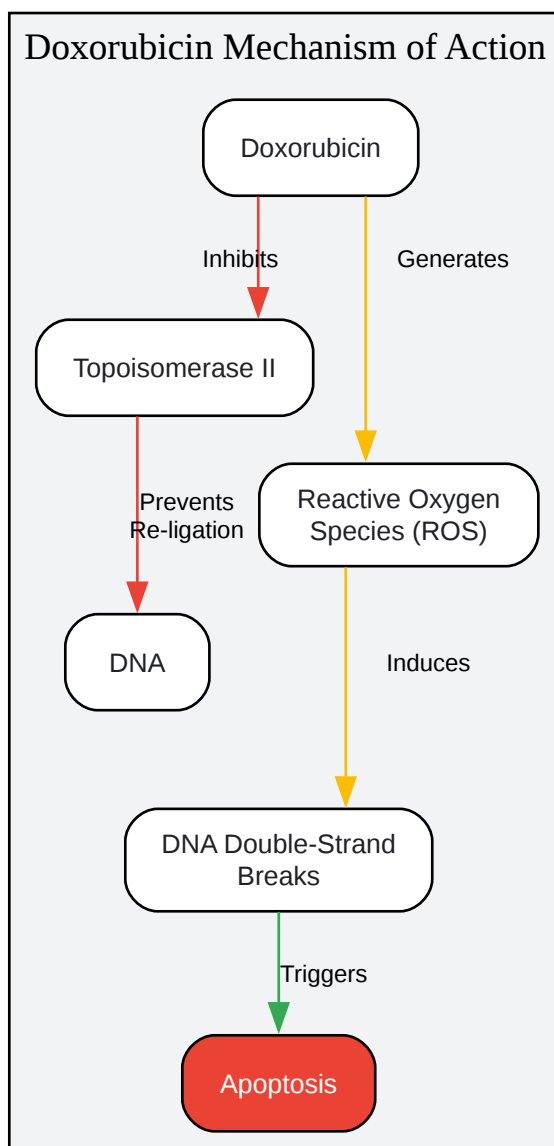 Doxorubicin Mechanism of Action
Doxorubicin
Inhibits
Generates
Topoisomerase II
Prevents
Re-ligation
Reactive Oxygen
Species (ROS)
DNA
Induces
DNA Double-Strand
Breaks
Triggers
Apoptosis